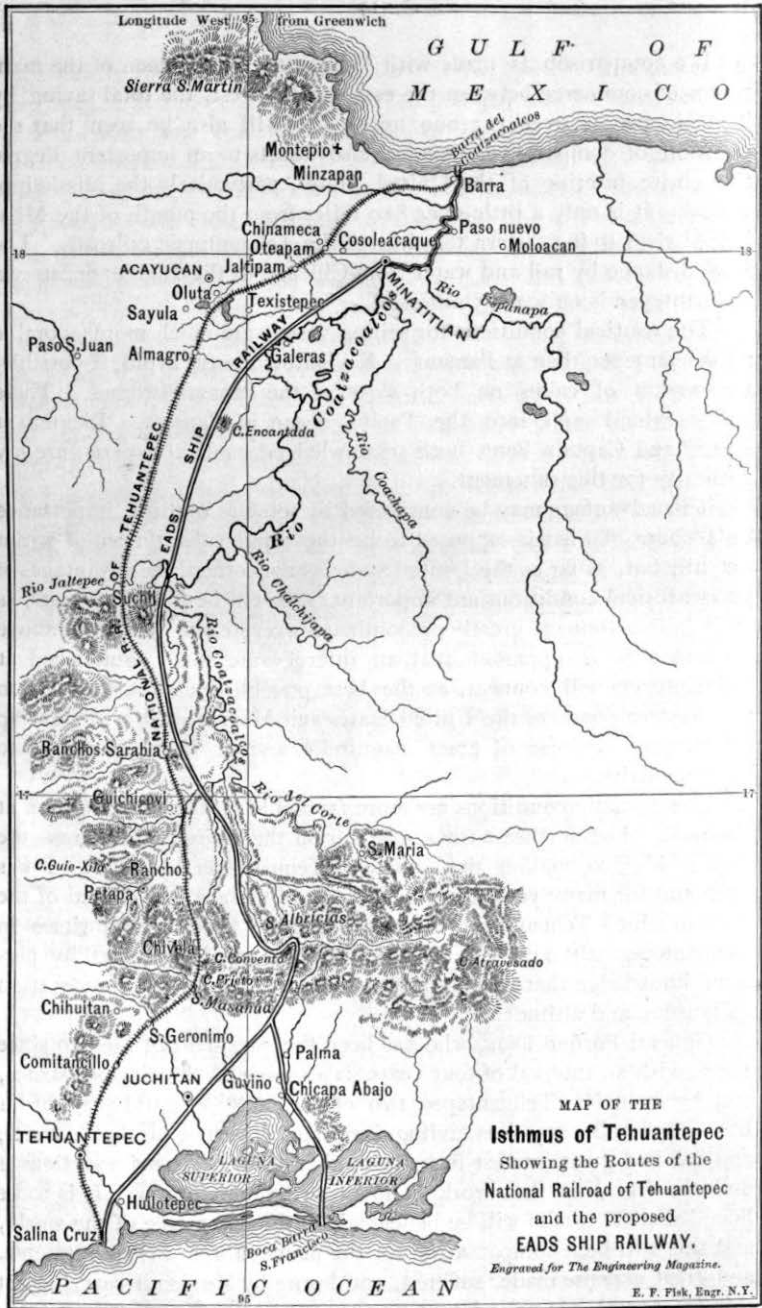 Longitude West 95 from Greenwich
GULF OF
MEXICO
Sierra S.Martin
Barra del
Coatzacoalcos
Montepio
Minzapan
Barra
Chinameca
Oteapam
Cosoleacaque
Paso nuevo
Moloacan
18
18
ACAYUCAN
Jaltipam
MINATITLAN
Oluta
Texistepec
Rio Uspanapa
Sayula
Paso S.Juan
Almagro
Galeras
Rio Coatzacoalcos
C.Encantada
NATIONAL R.R. OF TEHUANTEPEC
EADS SHIP RAILWAY
Rio Coachapa
Rio Chalchijapa
Rio Jaltepec
Suchil
Rio Coatzacoalcos
Ranchos Sarabia
17
17
Guichicovi
Rio del Corte
C.Guie-Xila
Rancho
S.Maria
Petapa
S.Albricias
Chivela
C.Convento
C.Atravesado
C.Prieto
S.Masahua
Chihuitan
S.Geronimo
Comitancillo
Palma
JUCHITAN
Guviño
Chicapa Abajo
TEHUANTEPEC
LAGUNA
SUPERIOR
LAGUNA
INFERIOR
Huilotepec
Salina Cruz
Boca Barra
S.Francisco
PACIFIC OCEAN
95
MAP OF THE
Isthmus of Tehuantepec
Showing the Routes of the
National Railroad of Tehuantepec
and the proposed
EADS SHIP RAILWAY.
Engraved for The Engineering Magazine.
E. F. Fisk, Engr. N.Y.